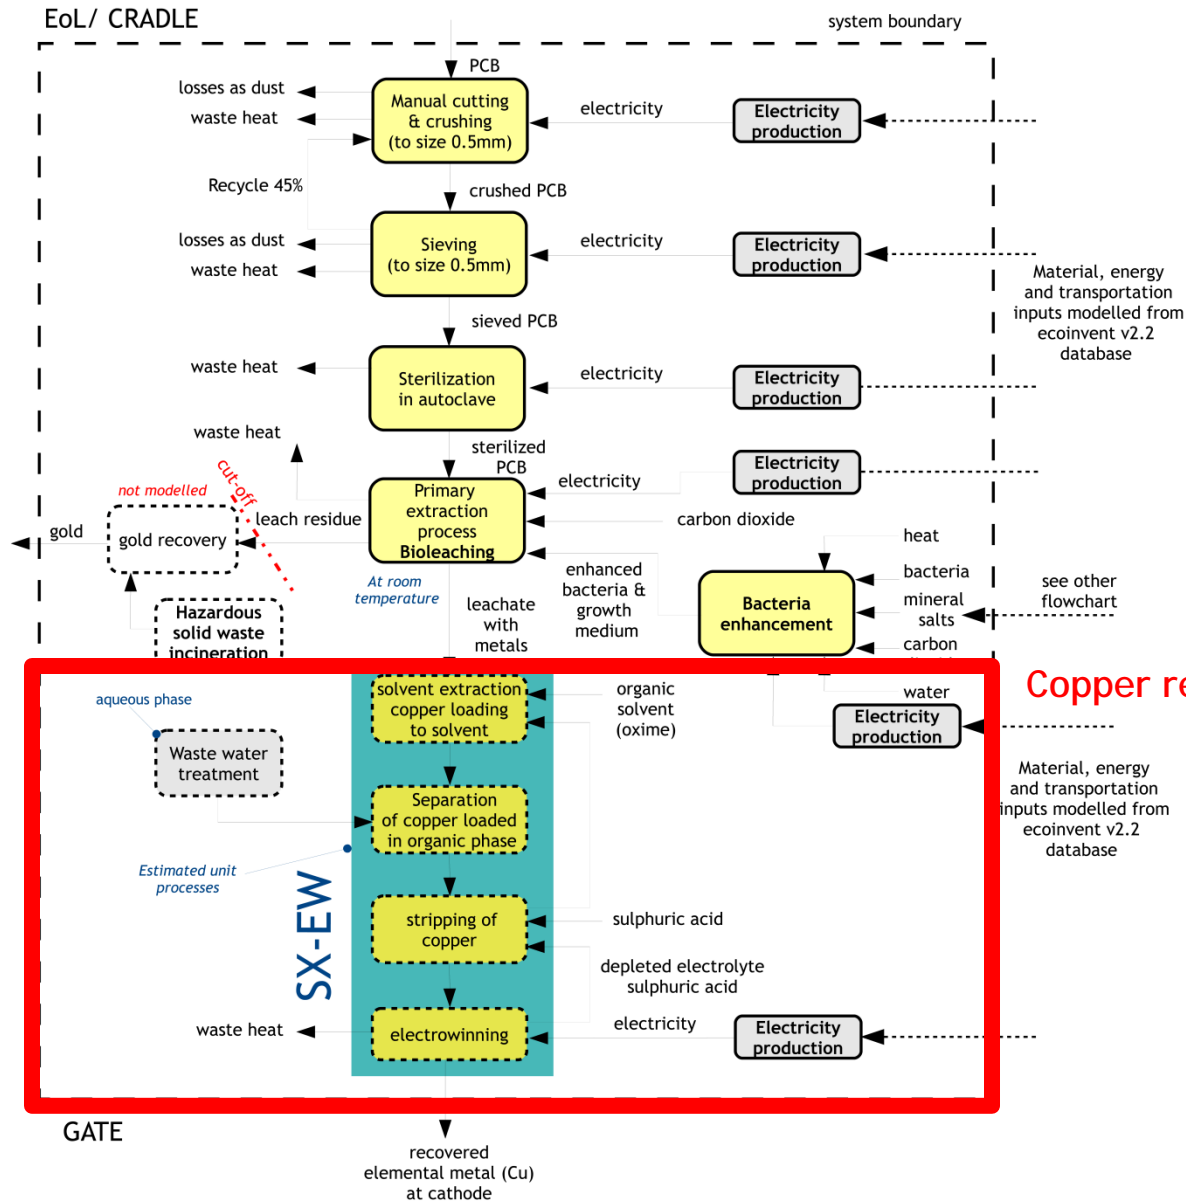 EoL/ CRADLE
system boundary
PCB
losses as dust
waste heat
Manual cutting
& crushing
(to size 0.5mm)
electricity
Electricity
production
Recycle 45%
crushed PCB
losses as dust
waste heat
Sieving
(to size 0.5mm)
electricity
Electricity
production
Material, energy
and transportation
inputs modelled from
ecoinvent v2.2
database
sieved PCB
waste heat
Sterilization
in autoclave
electricity
Electricity
production
waste heat
sterilized
PCB
cut-off
not modelled
gold
gold recovery
leach residue
Primary
extraction
process
Bioleaching
electricity
Electricity
production
carbon dioxide
At room
temperature
enhanced
bacteria &
growth
medium
Bacteria
enhancement
heat
bacteria
mineral
salts
carbon
see other
flowchart
Hazardous
solid waste
incineration
leachate
with
metals
water
Copper re
aqueous phase
Waste water
treatment
solvent extraction
copper loading
to solvent
organic
solvent
(oxime)
Electricity
production
Material, energy
and transportation
inputs modelled from
ecoinvent v2.2
database
Separation
of copper loaded
in organic phase
Estimated unit
processes
SX-EW
stripping of
copper
sulphuric acid
depleted electrolyte
sulphuric acid
waste heat
electrowinning
electricity
Electricity
production
GATE
recovered
elemental metal (Cu)
at cathode